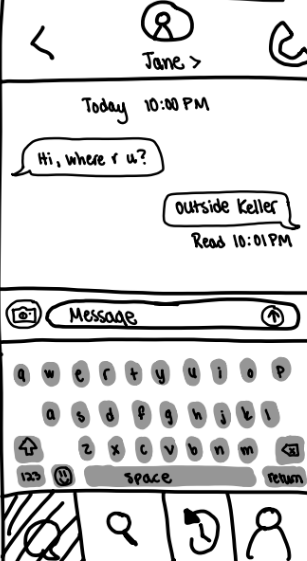 Jane >
Today 10:00 PM
Hi, where r u?
outside Keller
Read 10:01 PM
Message
q w e r t y u i o p
a s d f g h j k l
z x c v b n m
123 space return